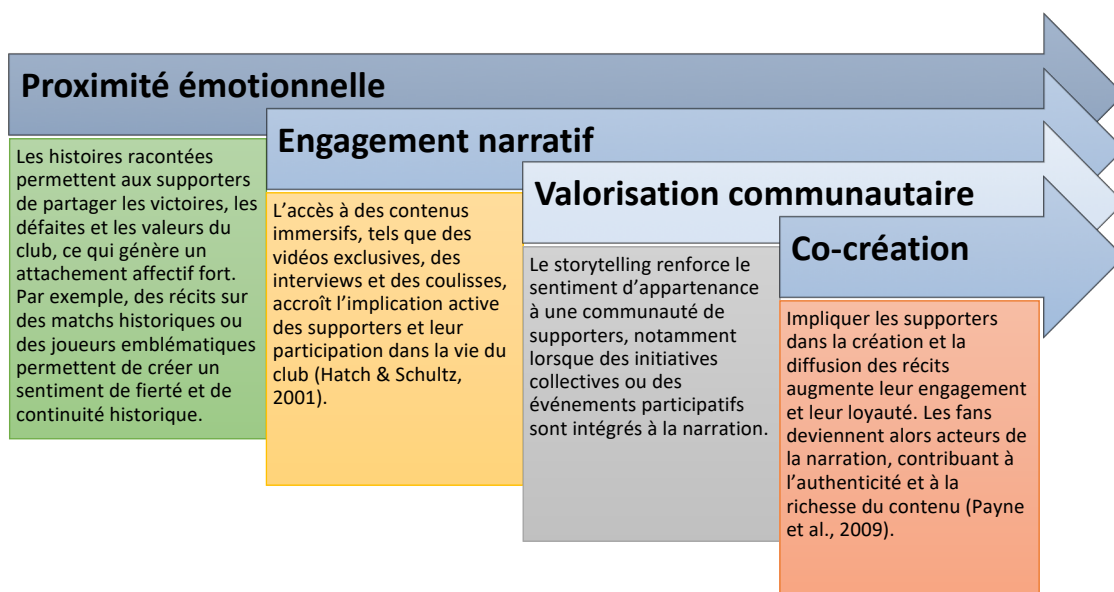 Proximité émotionnelle
Les histoires racontées
permettent aux supporters
de partager les victoires, les
défaites et les valeurs du
club, ce qui génère un
attachement affectif fort.
Par exemple, des récits sur
des matchs historiques ou
des joueurs emblématiques
permettent de créer un
sentiment de fierté et de
continuité historique.
Engagement narratif
L’accès à des contenus
immersifs, tels que des
vidéos exclusives, des
interviews et des coulisses,
accroît l’implication active
des supporters et leur
participation dans la vie du
club (Hatch & Schultz,
2001).
Valorisation communautaire
Le storytelling renforce le
sentiment d’appartenance
à une communauté de
supporters, notamment
lorsque des initiatives
collectives ou des
événements participatifs
sont intégrés à la narration.
Co-création
Impliquer les supporters
dans la création et la
diffusion des récits
augmente leur engagement
et leur loyauté. Les fans
deviennent alors acteurs de
la narration, contribuant à
l’authenticité et à la
richesse du contenu (Payne
et al., 2009).